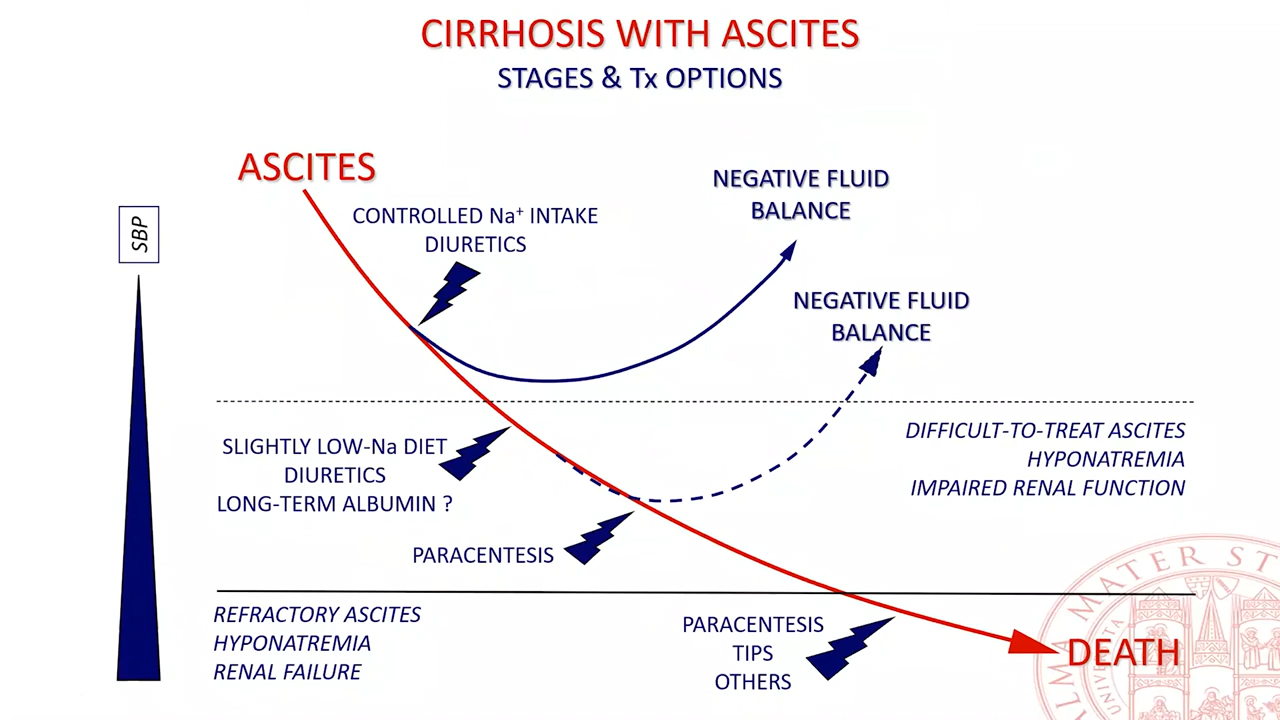 CIRRHOSIS WITH ASCITES
STAGES & Tx OPTIONS
ASCITES
SBP
CONTROLLED Na⁺ INTAKE
DIURETICS
NEGATIVE FLUID
BALANCE
NEGATIVE FLUID
BALANCE
SLIGHTLY LOW-Na DIET
DIURETICS
LONG-TERM ALBUMIN ?
DIFFICULT-TO-TREAT ASCITES
HYPONATREMIA
IMPAIRED RENAL FUNCTION
PARACENTESIS
REFRACTORY ASCITES
HYPONATREMIA
RENAL FAILURE
PARACENTESIS
TIPS
OTHERS
DEATH
MATER